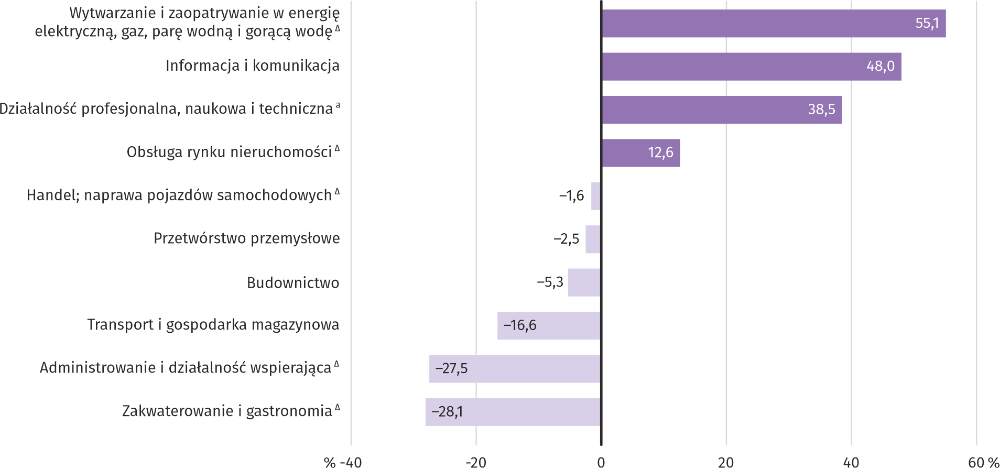 Wytwarzanie i zaopatrywanie w energię
elektryczną, gaz, parę wodną i gorącą wodę Δ
55,1
Informacja i komunikacja
48,0
Działalność profesjonalna, naukowa i techniczna a
38,5
Obsługa rynku nieruchomości Δ
12,6
Handel; naprawa pojazdów samochodowych Δ
–1,6
Przetwórstwo przemysłowe
–2,5
Budownictwo
–5,3
Transport i gospodarka magazynowa
–16,6
Administrowanie i działalność wspierająca Δ
–27,5
Zakwaterowanie i gastronomia Δ
–28,1
% -40 -20 0 20 40 60 %